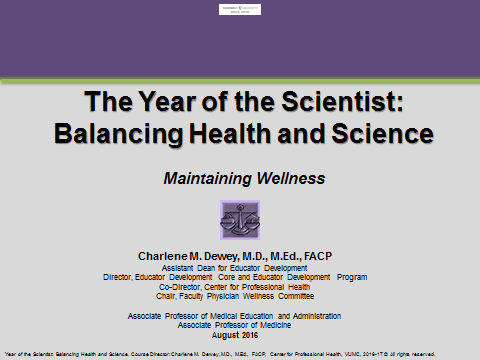 VANDERBILT UNIVERSITY
MEDICAL CENTER
The Year of the Scientist:
Balancing Health and Science
Maintaining Wellness
Charlene M. Dewey, M.D., M.Ed., FACP
Assistant Dean for Educator Development
Director, Educator Development Core and Educator Development Program
Co-Director, Center for Professional Health
Chair, Faculty Physician Wellness Committee
Associate Professor of Medical Education and Administration
Associate Professor of Medicine
August 2016
Year of the Scientist: Balancing Health and Science. Course Director: Charlene M. Dewey, M.D., M.Ed., FACP, Center for Professional Health, VUMC, 2016-17 © All rights reserved.